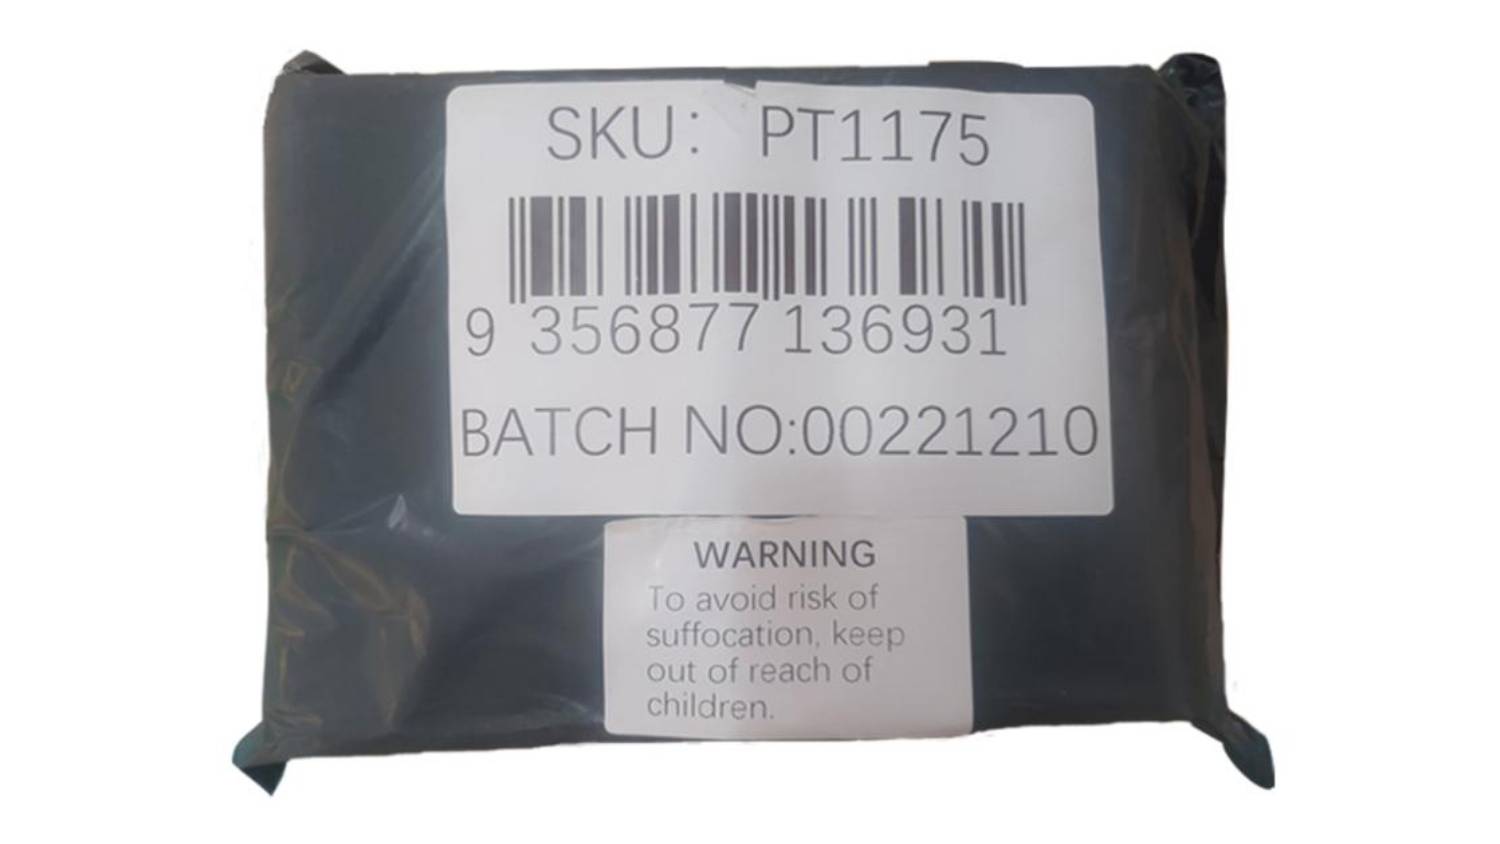 SKU: PT1175
9 356877 136931
BATCH NO:00221210
WARNING
To avoid risk of
suffocation, keep
out of reach of
children.